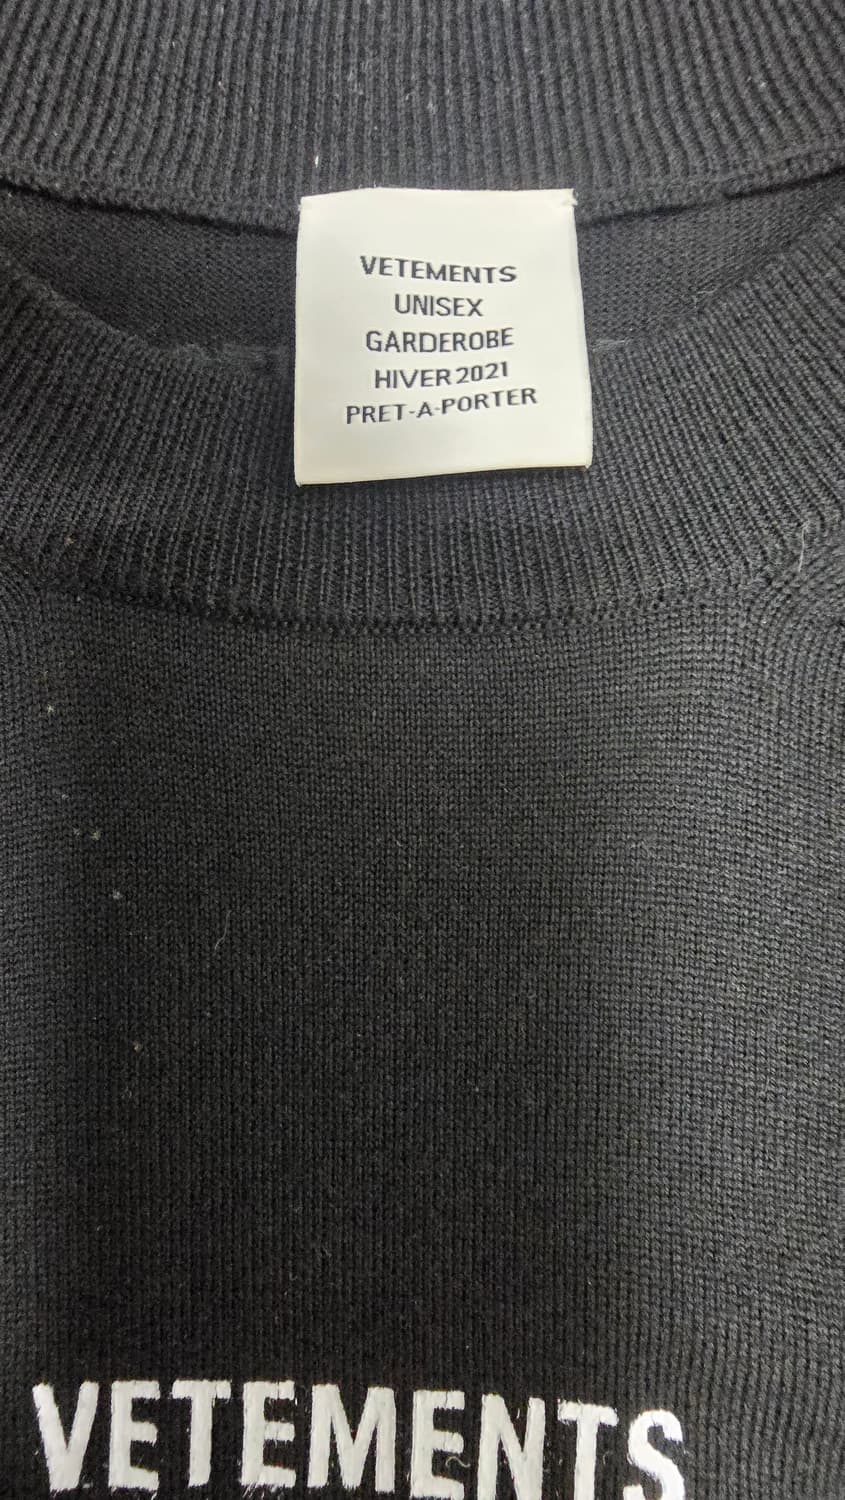 VETEMENTS
UNISEX
GARDEROBE
HIVER 2021
PRET-A-PORTER
VETEMENTS